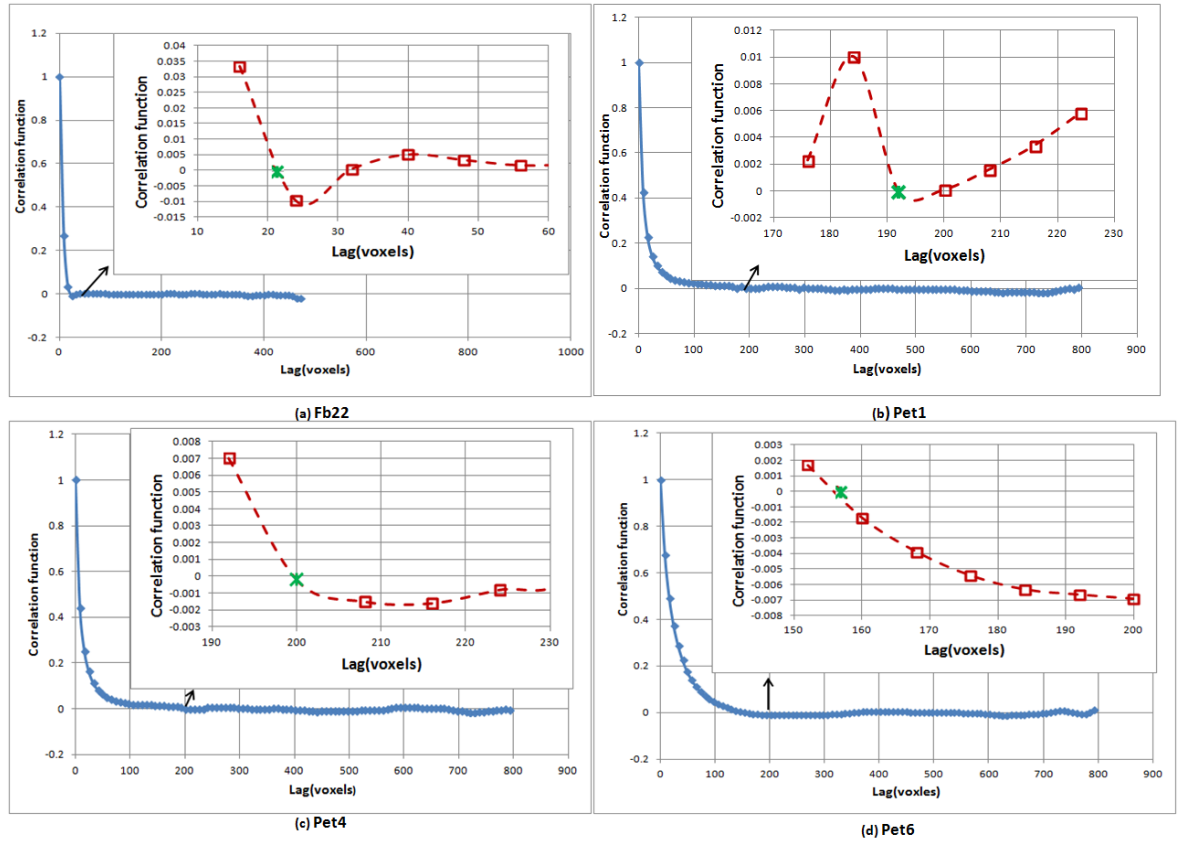 1.2
1
0.8
0.6
0.4
0.2
0
-0.2
0 200 400 600 800 1000
Correlation function
Lag(voxels)
0.04
0.035
0.03
0.025
0.02
0.015
0.01
0.005
0
-0.005
-0.01
-0.015
10 20 30 40 50 60
Correlation function
Lag(voxels)
(a) Fb22
1.2
1
0.8
0.6
0.4
0.2
0
-0.2
0 100 200 300 400 500 600 700 800 900
Correlation function
Lag(voxels)
0.012
0.01
0.008
0.006
0.004
0.002
0
-0.002
170 180 190 200 210 220 230
Correlation function
Lag(voxels)
(b) Pet1
1.2
1
0.8
0.6
0.4
0.2
0
-0.2
0 100 200 300 400 500 600 700 800 900
Correlation function
Lag(voxels)
0.008
0.007
0.006
0.005
0.004
0.003
0.002
0.001
0
-0.001
-0.002
-0.003
190 200 210 220 230
Correlation function
Lag(voxels)
(c) Pet4
1.2
1
0.8
0.6
0.4
0.2
0
-0.2
0 100 200 300 400 500 600 700 800 900
Correlation function
Lag(voxles)
0.003
0.002
0.001
0
-0.001
-0.002
-0.003
-0.004
-0.005
-0.006
-0.007
-0.008
150 160 170 180 190 200
Correlation function
Lag(voxels)
(d) Pet6